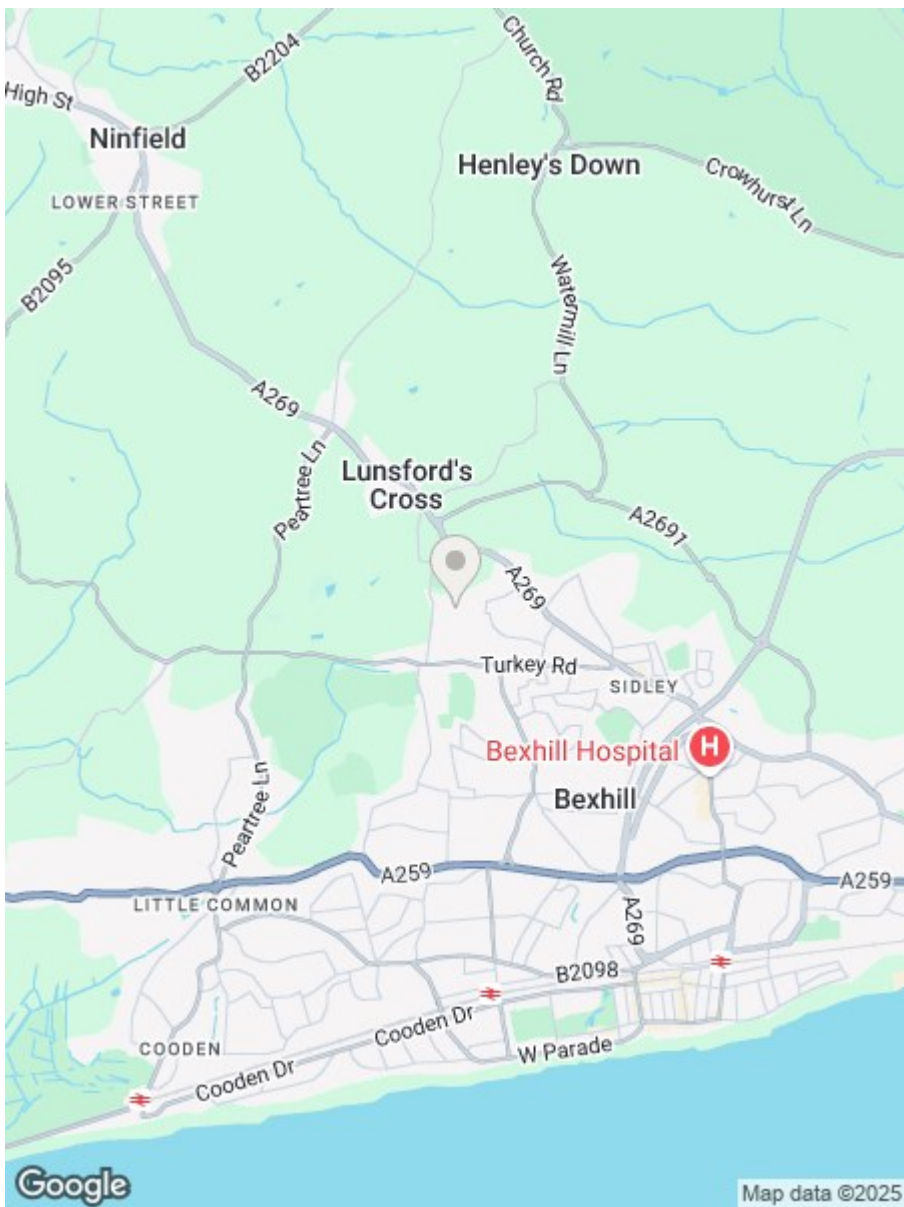 B2204
Church Rd
High St
Ninfield
Henley's Down
Crowhurst Ln
LOWER STREET
B2095
Watermill Ln
A269
Peartree Ln
Lunsford's
Cross
A2691
A269
Turkey Rd
SIDLEY
Bexhill Hospital
H
Bexhill
Peartree Ln
A259
A259
LITTLE COMMON
A269
B2098
Cooden Dr
W Parade
COODEN
Cooden Dr
Google
Map data ©2025